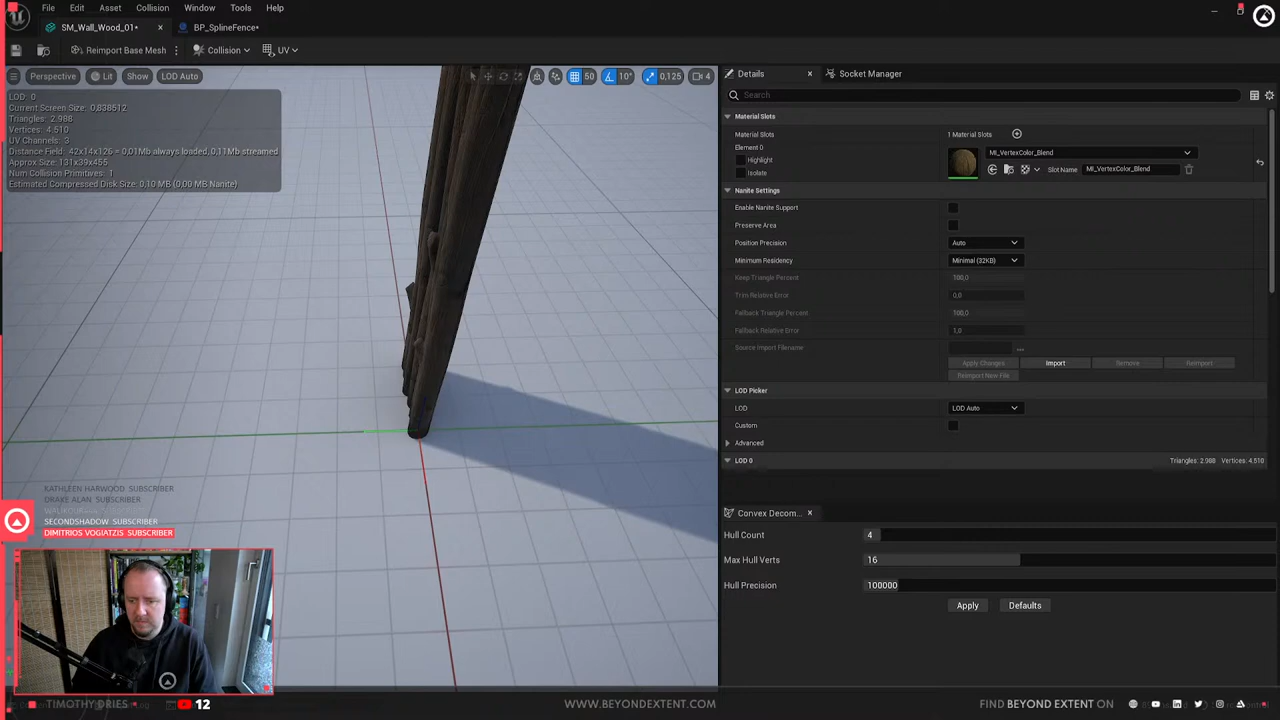 File Edit Asset Collision Window Tools Help
SM_Wall_Wood_01* BP_SplineFence*
Reimport Base Mesh Collision UV
Perspective Lit Show LOD Auto 50 10° 0,125 4
LOD: 0
Current Screen Size: 0,838512
Triangles: 2.988
Vertices: 4.510
UV Channels: 3
Distance Field: 42x14x126 = 0,01Mb always loaded, 0,11Mb streamed
Approx Size: 131x39x455
Num Collision Primitives: 1
Estimated Compressed Disk Size: 0,10 MB (0,00 MB Nanite)
Details Socket Manager
Search
Material Slots
Material Slots 1 Material Slots
Element 0 MI_VertexColor_Blend
Highlight
Isolate Slot Name MI_VertexColor_Blend
Nanite Settings
Enable Nanite Support
Preserve Area
Position Precision Auto
Minimum Residency Minimal (32KB)
Keep Triangle Percent 100,0
Trim Relative Error 0,0
Fallback Triangle Percent 100,0
Fallback Relative Error 1,0
Source Import Filename ...
Apply Changes Import Remove Reimport
Reimport New File
LOD Picker
LOD LOD Auto
Custom
Advanced
LOD 0 Triangles: 2.988 Vertices: 4.510
Convex Decom...
Hull Count 4
Max Hull Verts 16
Hull Precision 100000
Apply Defaults
KATHLEEN HARWOOD SUBSCRIBER
DRAKE ALAN SUBSCRIBER
SECONDSHADOW SUBSCRIBER
DIMITRIOS VOGIATZIS SUBSCRIBER
TIMOTHY DRIES 12 WWW.BEYONDEXTENT.COM FIND BEYOND EXTENT ON